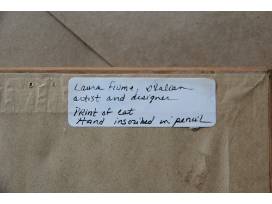 Laura Fiume, Italian
artist and designer
Print of cat
Hand inscribed in pencil